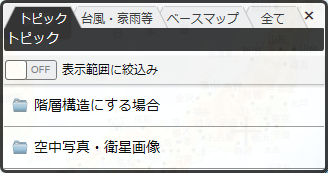 トピック 台風・豪雨等 ベースマップ 全て ×
トピック
OFF 表示範囲に絞込み
階層構造にする場合
空中写真・衛星画像